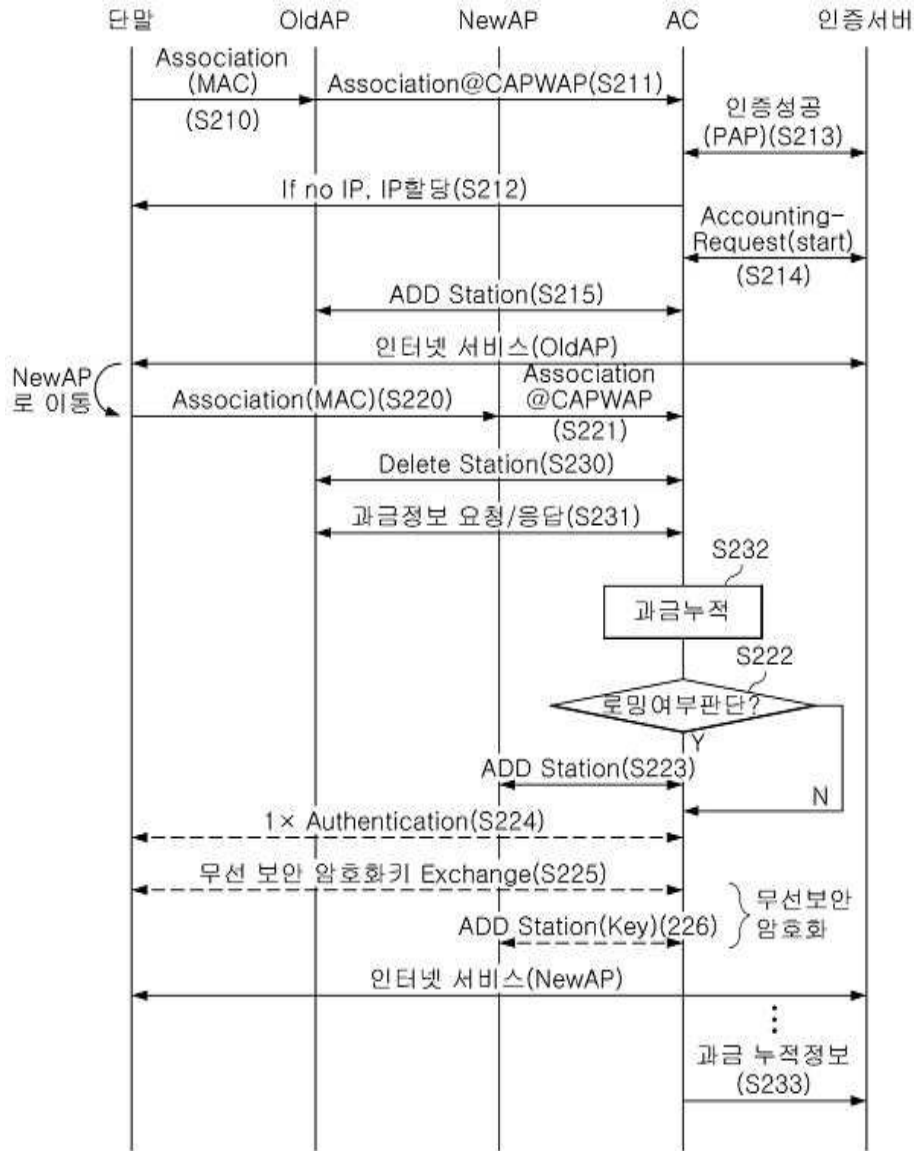 단말
OldAP
NewAP
AC
인증서버
Association
(MAC)
(S210)
Association@CAPWAP(S211)
인증성공
(PAP)(S213)
If no IP, IP할당(S212)
Accounting-
Request(start)
(S214)
ADD Station(S215)
인터넷 서비스(OldAP)
NewAP
로 이동
Association(MAC)(S220)
Association
@CAPWAP
(S221)
Delete Station(S230)
과금정보 요청/응답(S231)
S232
과금누적
S222
로밍여부판단?
Y
ADD Station(S223)
N
1× Authentication(S224)
무선 보안 암호화키 Exchange(S225)
ADD Station(Key)(226)
무선보안
암호화
인터넷 서비스(NewAP)
과금 누적정보
(S233)